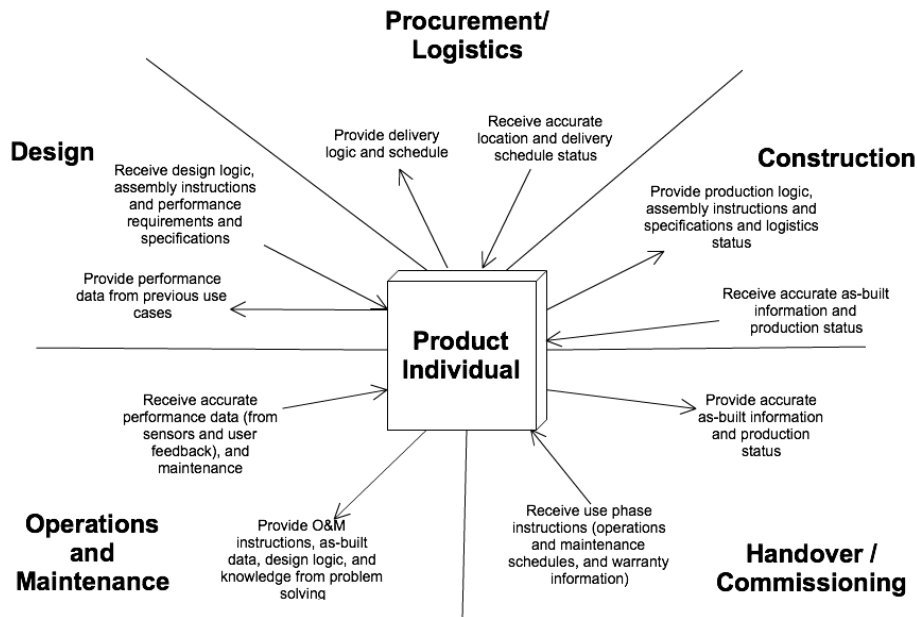 Procurement/
Logistics
Design
Construction
Provide delivery
logic and schedule
Receive accurate
location and delivery
schedule status
Receive design logic,
assembly instructions
and performance
requirements and
specifications
Provide production logic,
assembly instructions and
specifications and logistics
status
Provide performance
data from previous use
cases
Receive accurate as-built
information and
production status
Product
Individual
Receive accurate
performance data (from
sensors and user
feedback), and
maintenance
Provide accurate
as-built information
and production
status
Operations
and
Maintenance
Provide O&M
instructions, as-built
data, design logic, and
knowledge from problem
solving
Receive use phase
instructions (operations
and maintenance
schedules, and warranty
information)
Handover /
Commissioning